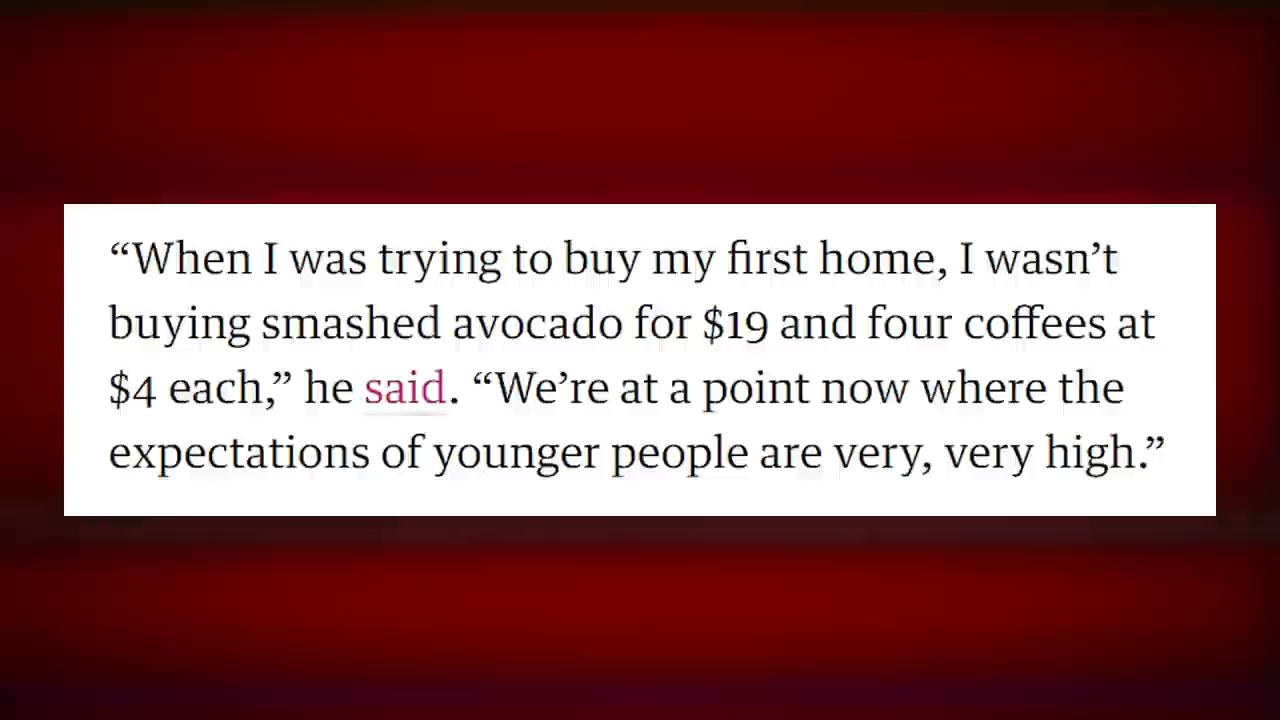 “When I was trying to buy my first home, I wasn’t
buying smashed avocado for $19 and four coffees at
$4 each,” he said. “We’re at a point now where the
expectations of younger people are very, very high.”